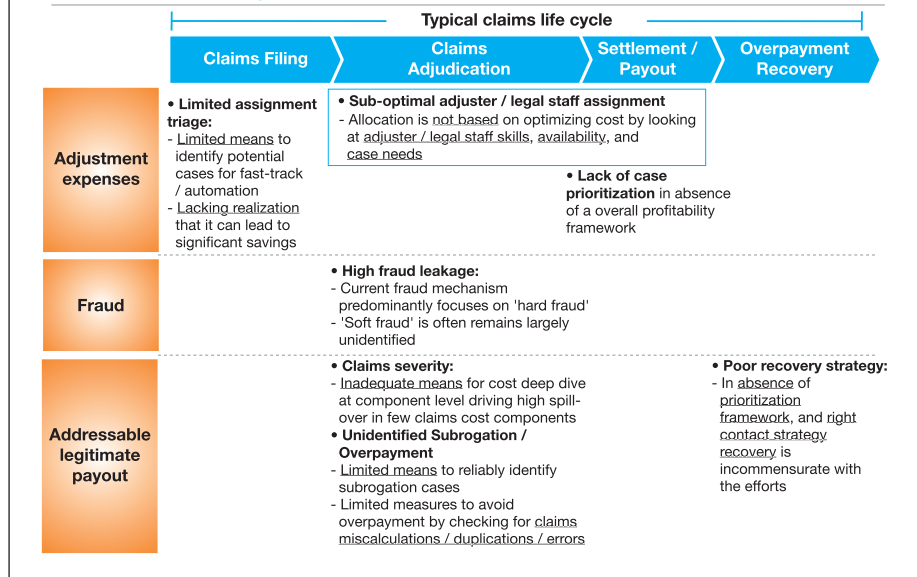 Typical claims life cycle
Claims Filing
Claims
Adjudication
Settlement /
Payout
Overpayment
Recovery
Adjustment
expenses
• Limited assignment
triage:
- Limited means to
identify potential
cases for fast-track
/ automation
- Lacking realization
that it can lead to
significant savings
• Sub-optimal adjuster / legal staff assignment
- Allocation is not based on optimizing cost by looking
at adjuster / legal staff skills, availability, and
case needs
• Lack of case
prioritization in absence
of a overall profitability
framework
Fraud
• High fraud leakage:
- Current fraud mechanism
predominantly focuses on 'hard fraud'
- 'Soft fraud' is often remains largely
unidentified
Addressable
legitimate
payout
• Claims severity:
- Inadequate means for cost deep dive
at component level driving high spill-
over in few claims cost components
• Unidentified Subrogation /
Overpayment
- Limited means to reliably identify
subrogation cases
- Limited measures to avoid
overpayment by checking for claims
miscalculations / duplications / errors
• Poor recovery strategy:
- In absence of
prioritization
framework, and right
contact strategy
recovery is
incommensurate with
the efforts